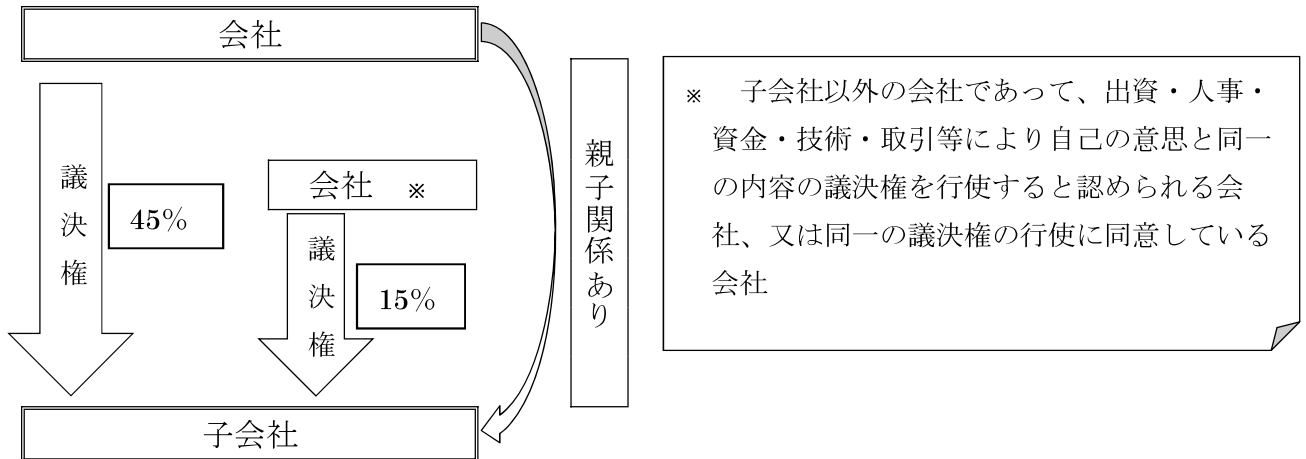 会社
議決権
45%
会社 ※
議決権
15%
親子関係あり
子会社
※ 子会社以外の会社であって、出資・人事・
資金・技術・取引等により自己の意思と同一
の内容の議決権を行使すると認められる会
社、又は同一の議決権の行使に同意している
会社